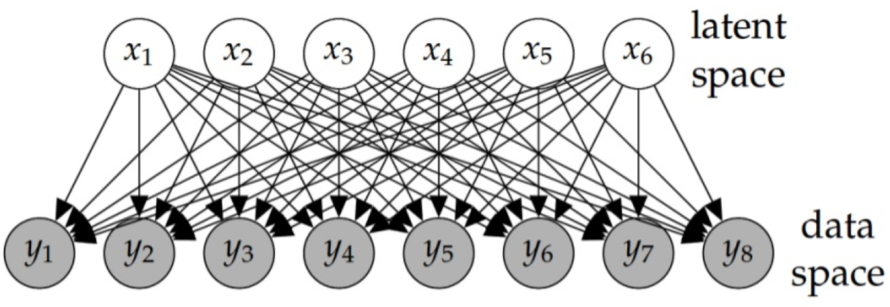 x₁ x₂ x₃ x₄ x₅ x₆ latent
space
y₁ y₂ y₃ y₄ y₅ y₆ y₇ y₈ data
space